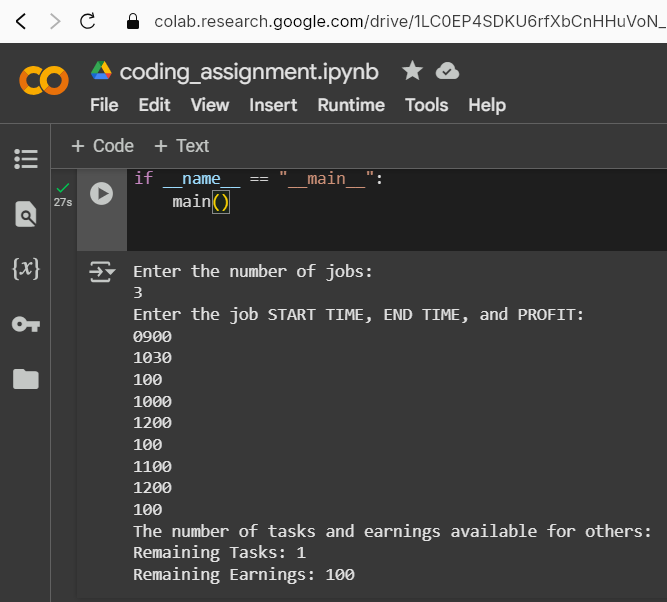 colab.research.google.com/drive/1LC0EP4SDKU6rfXbCnHHuVoN_
coding_assignment.ipynb
File Edit View Insert Runtime Tools Help
+ Code + Text
if __name__ == "__main__":
27s
main()
{x}
Enter the number of jobs:
3
Enter the job START TIME, END TIME, and PROFIT:
0900
1030
100
1000
1200
100
1100
1200
100
The number of tasks and earnings available for others:
Remaining Tasks: 1
Remaining Earnings: 100